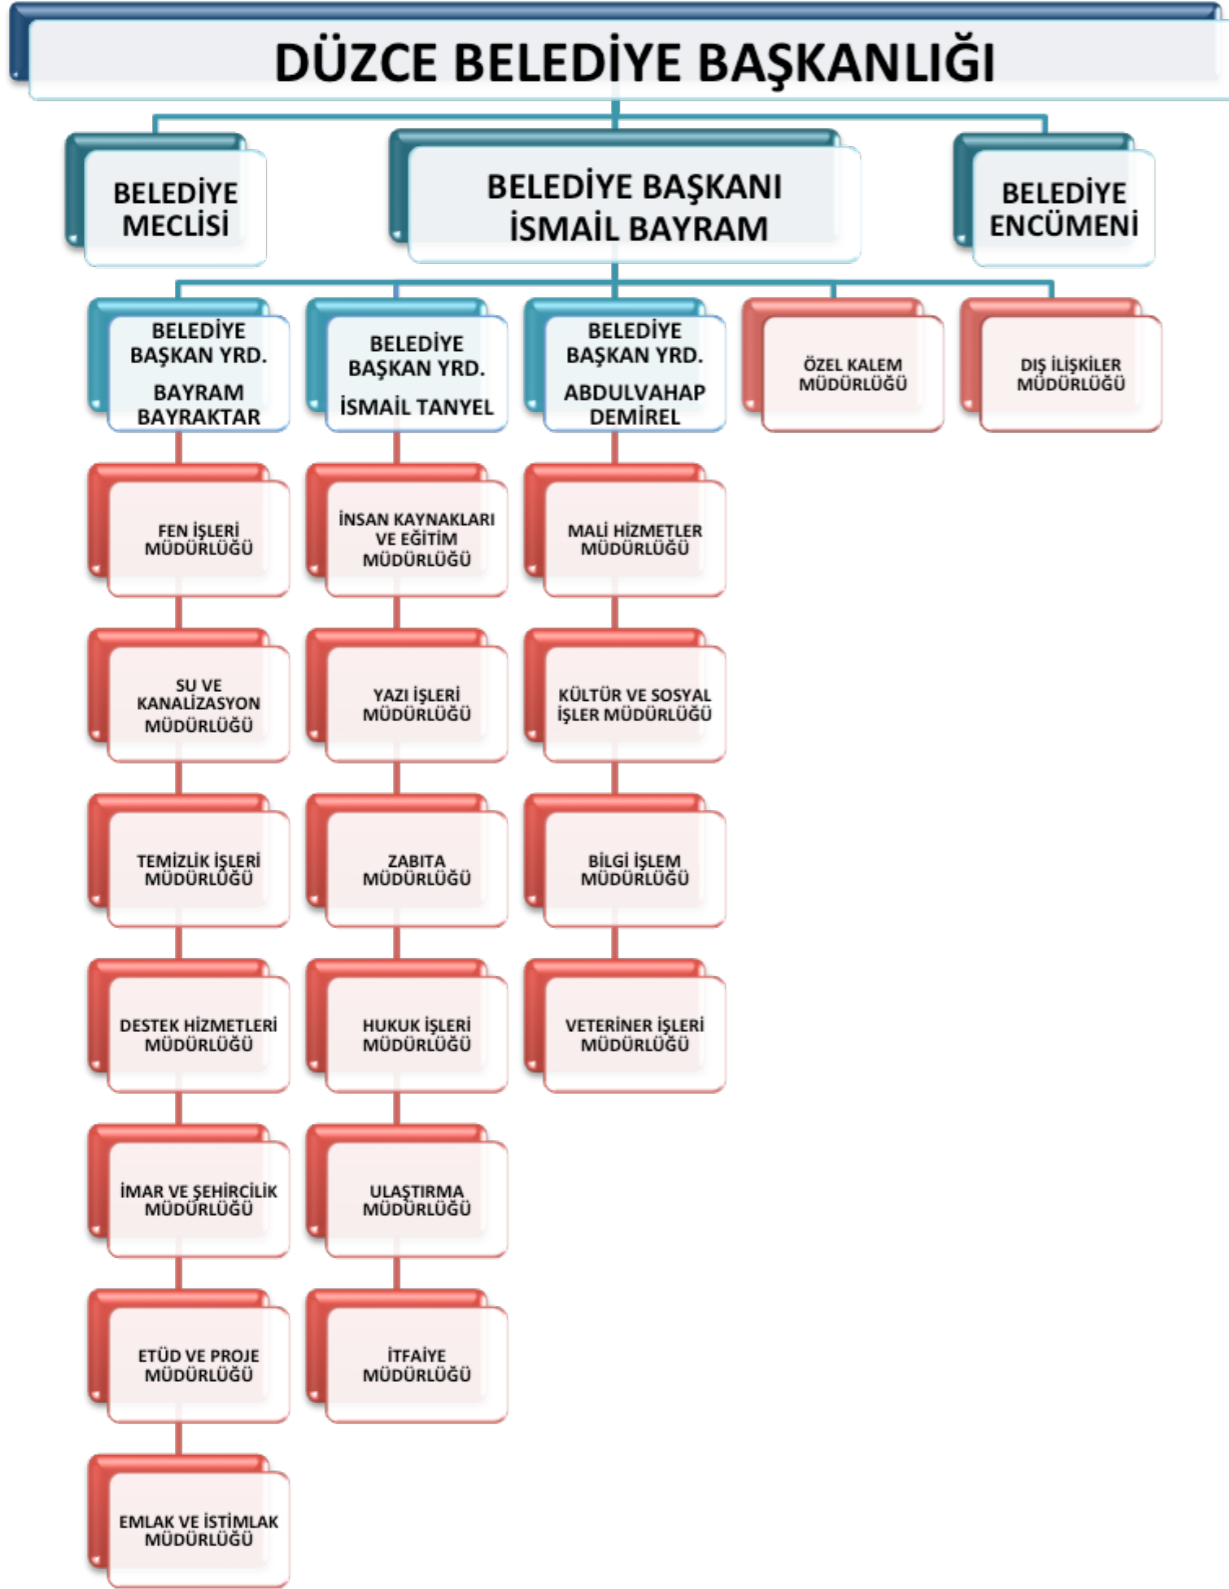 DÜZCE BELEDİYE BAŞKANLIĞI
BELEDİYE
MECLİSİ
BELEDİYE BAŞKANI
İSMAİL BAYRAM
BELEDİYE
ENCÜMENİ
BELEDİYE
BAŞKAN YRD.
BAYRAM
BAYRAKTAR
BELEDİYE
BAŞKAN YRD.
İSMAİL TANYEL
BELEDİYE
BAŞKAN YRD.
ABDULVAHAP
DEMİREL
ÖZEL KALEM
MÜDÜRLÜĞÜ
DIŞ İLİŞKİLER
MÜDÜRLÜĞÜ
FEN İŞLERİ
MÜDÜRLÜĞÜ
SU VE
KANALİZASYON
MÜDÜRLÜĞÜ
TEMİZLİK İŞLERİ
MÜDÜRLÜĞÜ
DESTEK HİZMETLERİ
MÜDÜRLÜĞÜ
İMAR VE ŞEHİRCİLİK
MÜDÜRLÜĞÜ
ETÜD VE PROJE
MÜDÜRLÜĞÜ
EMLAK VE İSTİMLAK
MÜDÜRLÜĞÜ
İNSAN KAYNAKLARI
VE EĞİTİM
MÜDÜRLÜĞÜ
YAZI İŞLERİ
MÜDÜRLÜĞÜ
ZABITA
MÜDÜRLÜĞÜ
HUKUK İŞLERİ
MÜDÜRLÜĞÜ
ULAŞTIRMA
MÜDÜRLÜĞÜ
İTFAİYE
MÜDÜRLÜĞÜ
MALİ HİZMETLER
MÜDÜRLÜĞÜ
KÜLTÜR VE SOSYAL
İŞLER MÜDÜRLÜĞÜ
BİLGİ İŞLEM
MÜDÜRLÜĞÜ
VETERİNER İŞLERİ
MÜDÜRLÜĞÜ